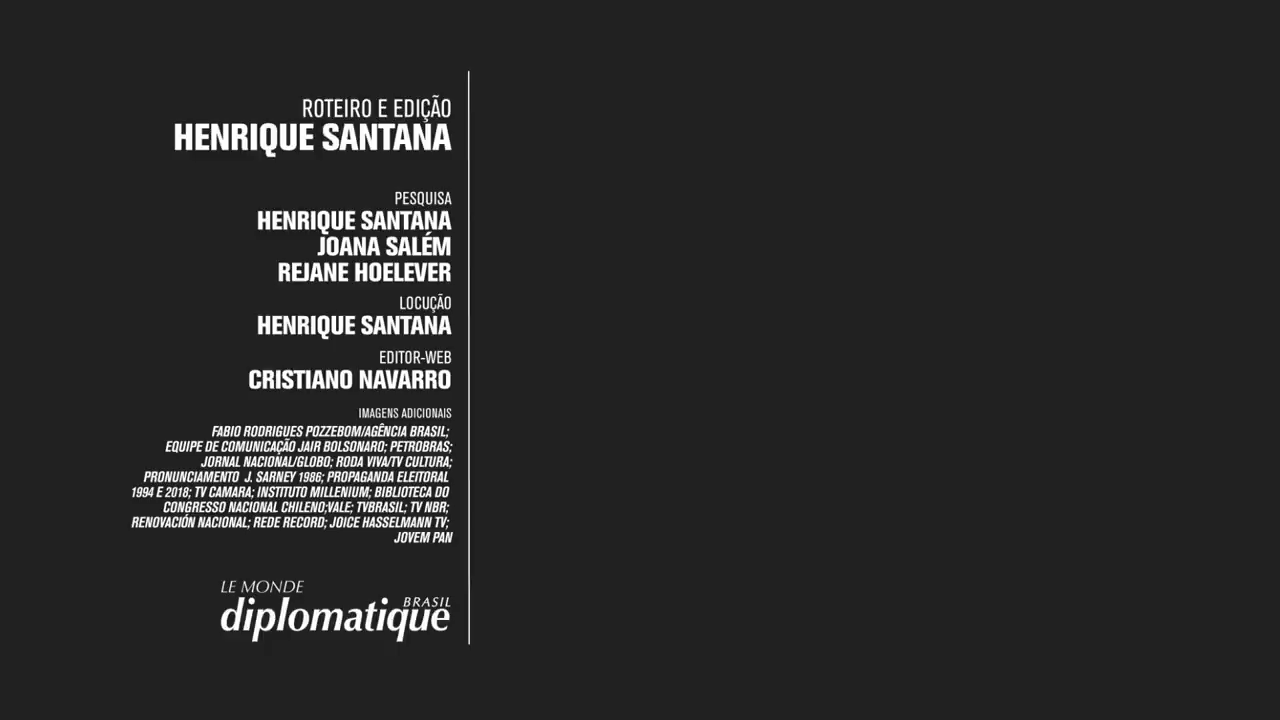 ROTEIRO E EDIÇÃO
HENRIQUE SANTANA
PESQUISA
HENRIQUE SANTANA
JOANA SALÉM
REJANE HOELEVER
LOCUÇÃO
HENRIQUE SANTANA
EDITOR-WEB
CRISTIANO NAVARRO
IMAGENS ADICIONAIS
FABIO RODRIGUES POZZEBOM/AGÊNCIA BRASIL;
EQUIPE DE COMUNICAÇÃO JAIR BOLSONARO; PETROBRAS;
JORNAL NACIONAL/GLOBO; RODA VIVA/TV CULTURA;
PRONUNCIAMENTO J. SARNEY 1986; PROPAGANDA ELEITORAL
1994 E 2018; TV CAMARA; INSTITUTO MILLENIUM; BIBLIOTECA DO
CONGRESSO NACIONAL CHILENO;VALE; TVBRASIL; TV NBR;
RENOVACIÓN NACIONAL; REDE RECORD; JOICE HASSELMANN TV;
JOVEM PAN
LE MONDE
diplomatique
BRASIL